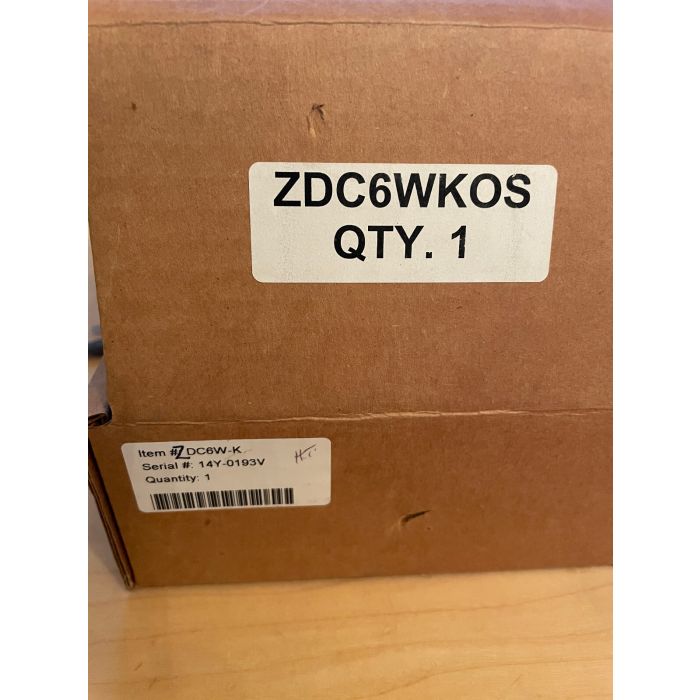 ZDC6WKOS
QTY. 1
Item #ZDC6W-K
Serial #: 14Y-0193V
Quantity: 1